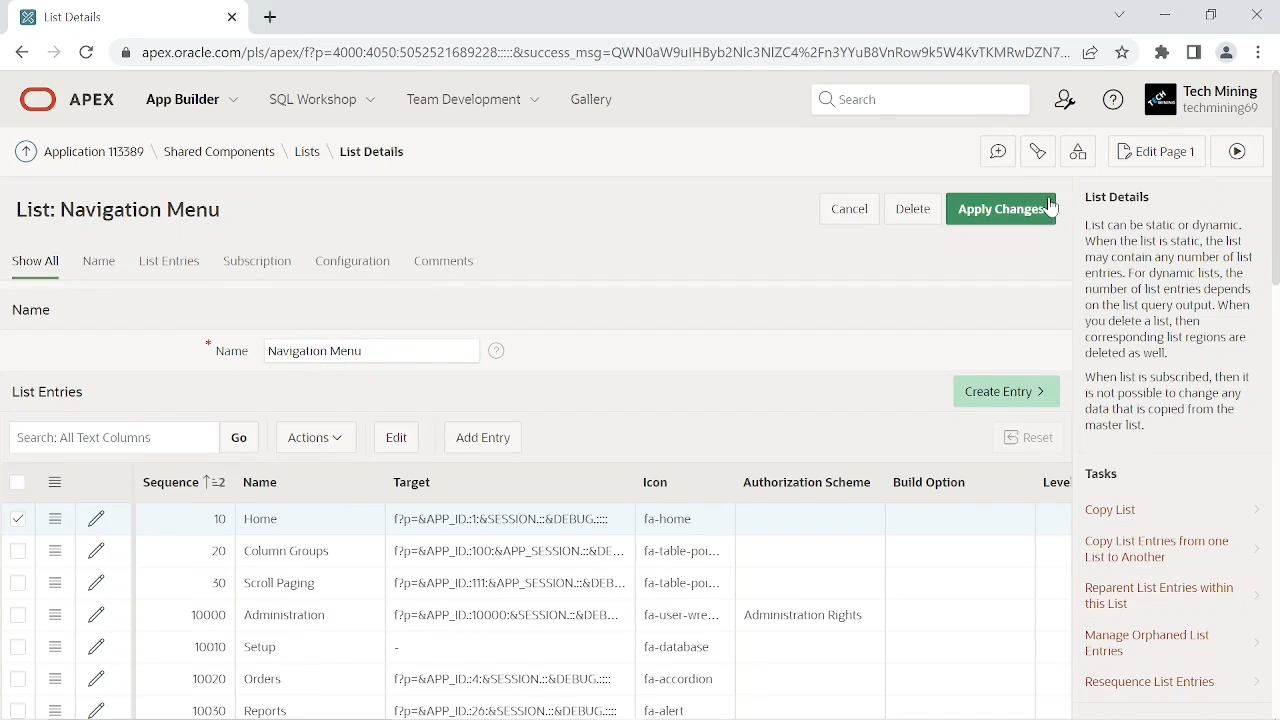 List Details
apex.oracle.com/pls/apex/f?p=4000:4050:5052521689228:::::&success_msg=QWN0aW9uIHByb2Nlc3NlZC4%2Fn3YYuB8VnRow9k5W4KvTKMRwDZN7...
APEX
App Builder
SQL Workshop
Team Development
Gallery
Search
Tech Mining
techmining69
Application 113389 \ Shared Components \ Lists \ List Details
Edit Page 1
List: Navigation Menu
Cancel
Delete
Apply Changes
Show All
Name
List Entries
Subscription
Configuration
Comments
Name
* Name
Navigation Menu
?
List Entries
Create Entry >
Search: All Text Columns
Go
Actions
Edit
Add Entry
Reset
Sequence ↑≟2 Name Target Icon Authorization Scheme Build Option Leve
10 Home f?p=&APP_ID.:1:&SESSION.::&DEBUG.:::: fa-home
20 Column Groups f?p=&APP_ID.:100:&APP_SESSION.::&DE... fa-table-poi...
30 Scroll Paging f?p=&APP_ID.:111:&APP_SESSION.::&DEB... fa-table-poi...
10000 Administration f?p=&APP_ID.:10000:&SESSION.::&DEB... fa-user-wre... Administration Rights
10010 Setup - fa-database
10020 Orders f?p=&APP_ID.:4:&SESSION.::&DEBUG.:::: fa-accordion
10030 Reports f?p=&APP_ID.:26:&SESSION.::&DEBUG.:::: fa-alert
List Details
List can be static or dynamic.
When the list is static, the list
may contain any number of list
entries. For dynamic lists, the
number of list entries depends
on the list query output. When
you delete a list, then
corresponding list regions are
deleted as well.
When list is subscribed, then it
is not possible to change any
data that is copied from the
master list.
Tasks
Copy List
Copy List Entries from one
List to Another
Reparent List Entries within
this List
Manage Orphaned List
Entries
Resequence List Entries